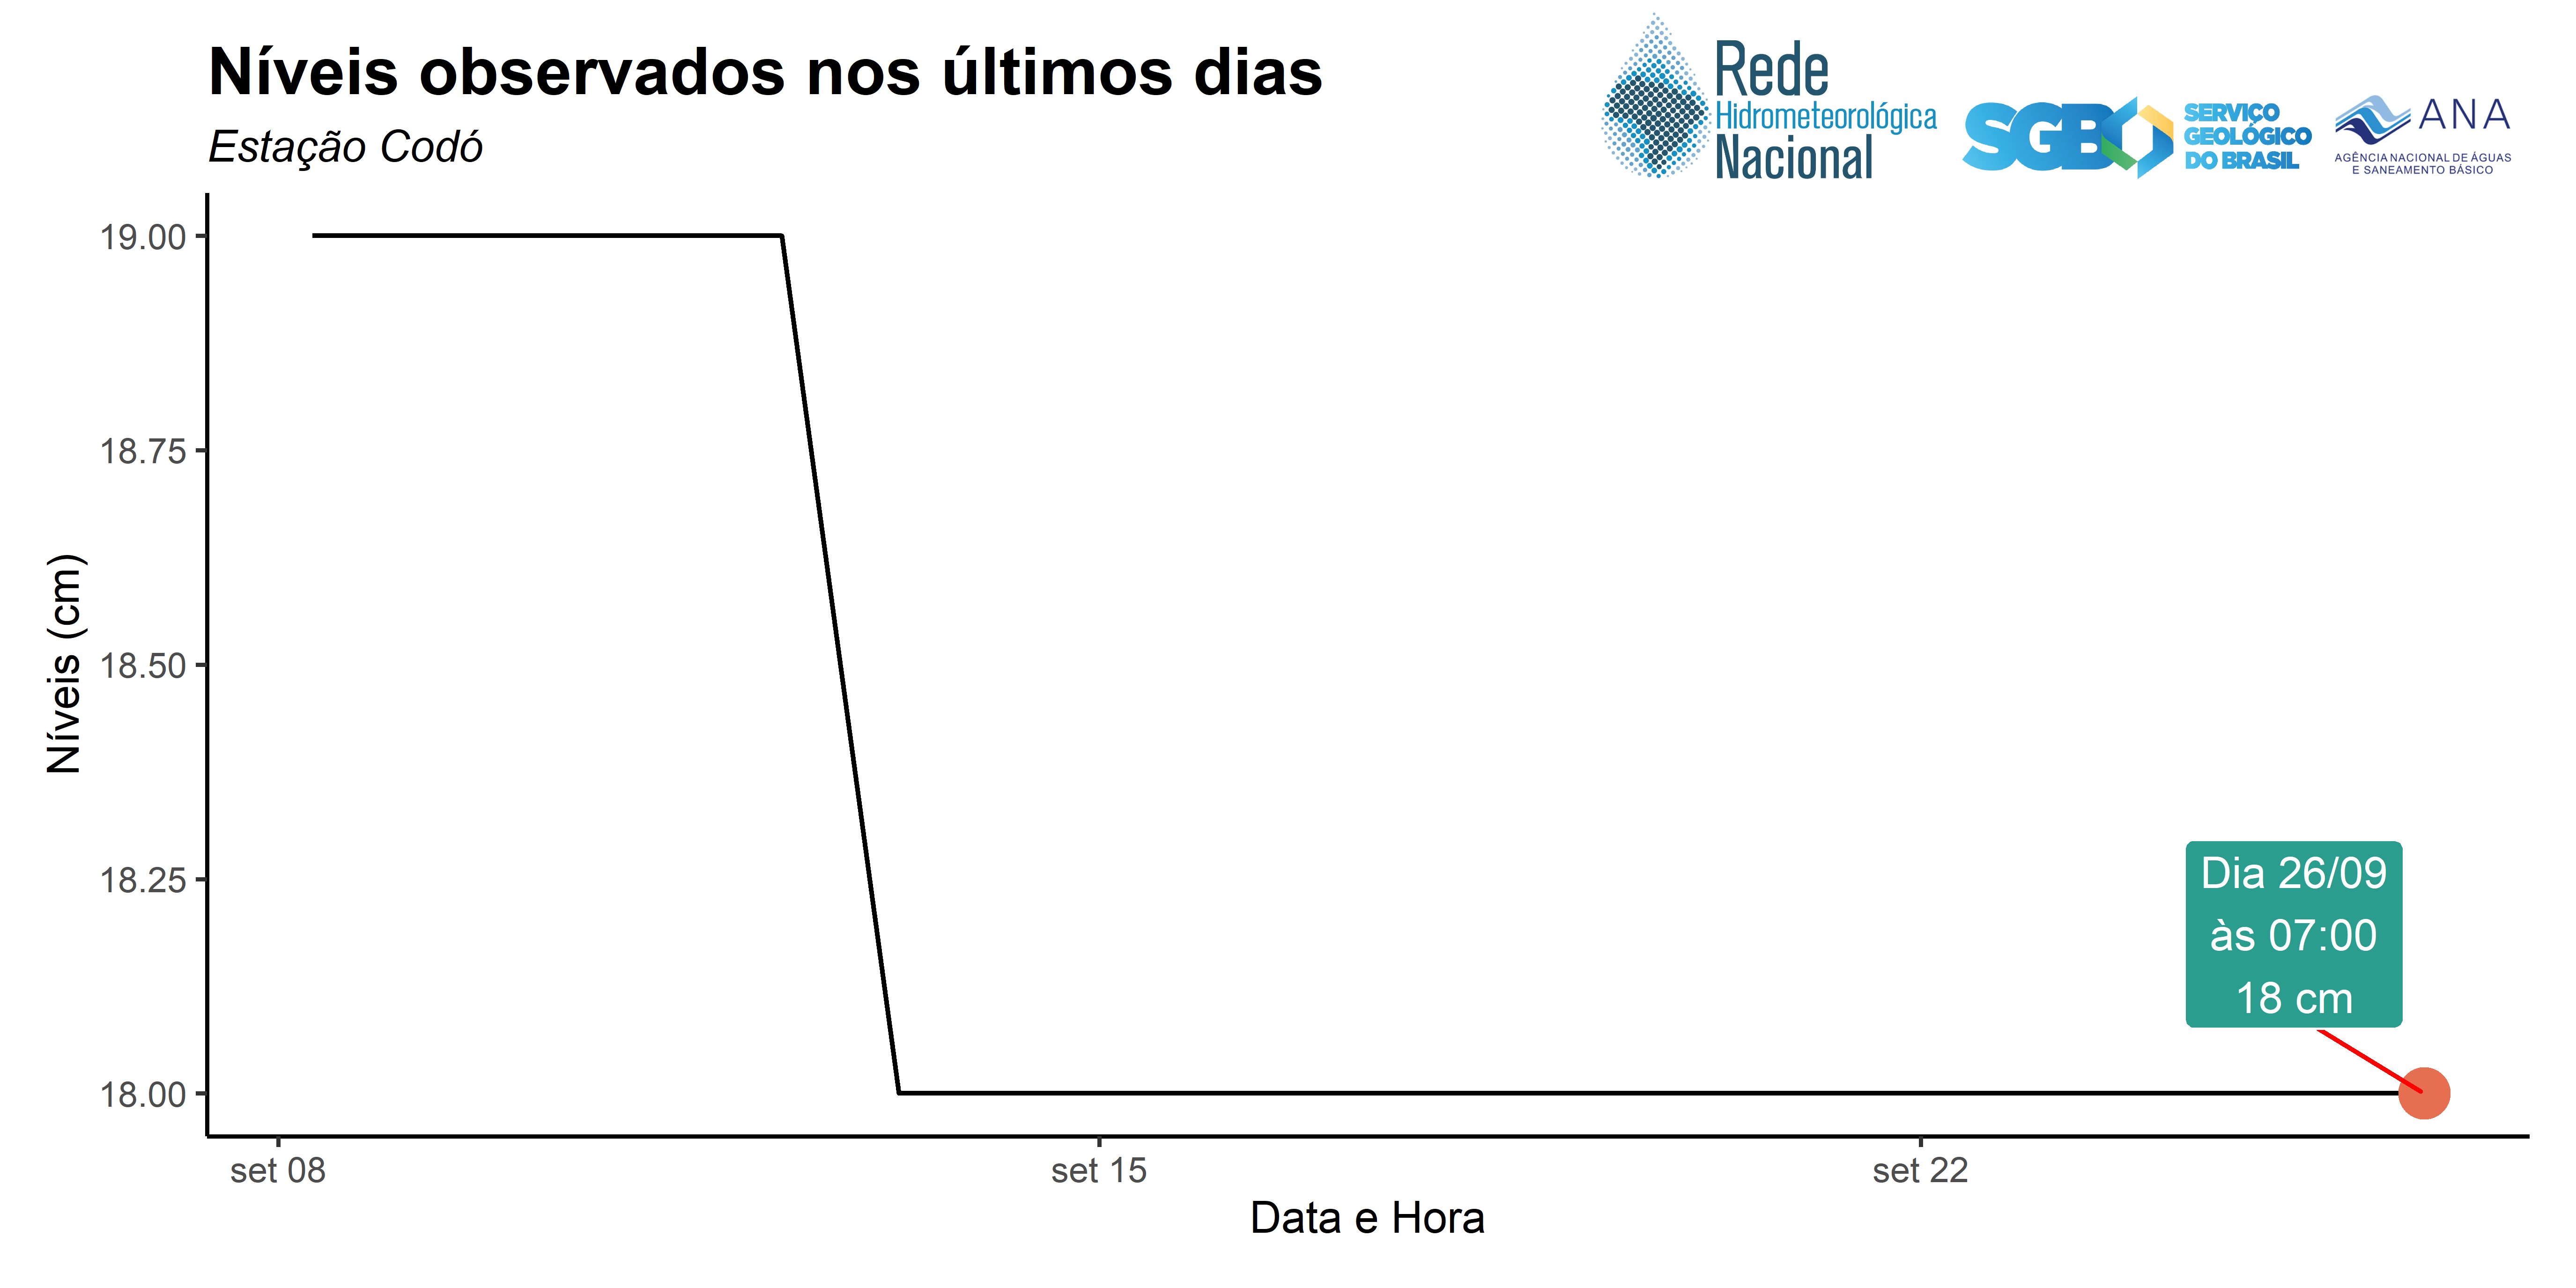 Níveis observados nos últimos dias
Estação Codó
Rede
Hidrometeorológica
Nacional
SGB
SERVIÇO
GEOLÓGICO
DO BRASIL
ANA
AGÊNCIA NACIONAL DE ÁGUAS
E SANEAMENTO BÁSICO
Níveis (cm)
19.00
18.75
18.50
18.25
18.00
Dia 26/09
às 07:00
18 cm
set 08
set 15
set 22
Data e Hora